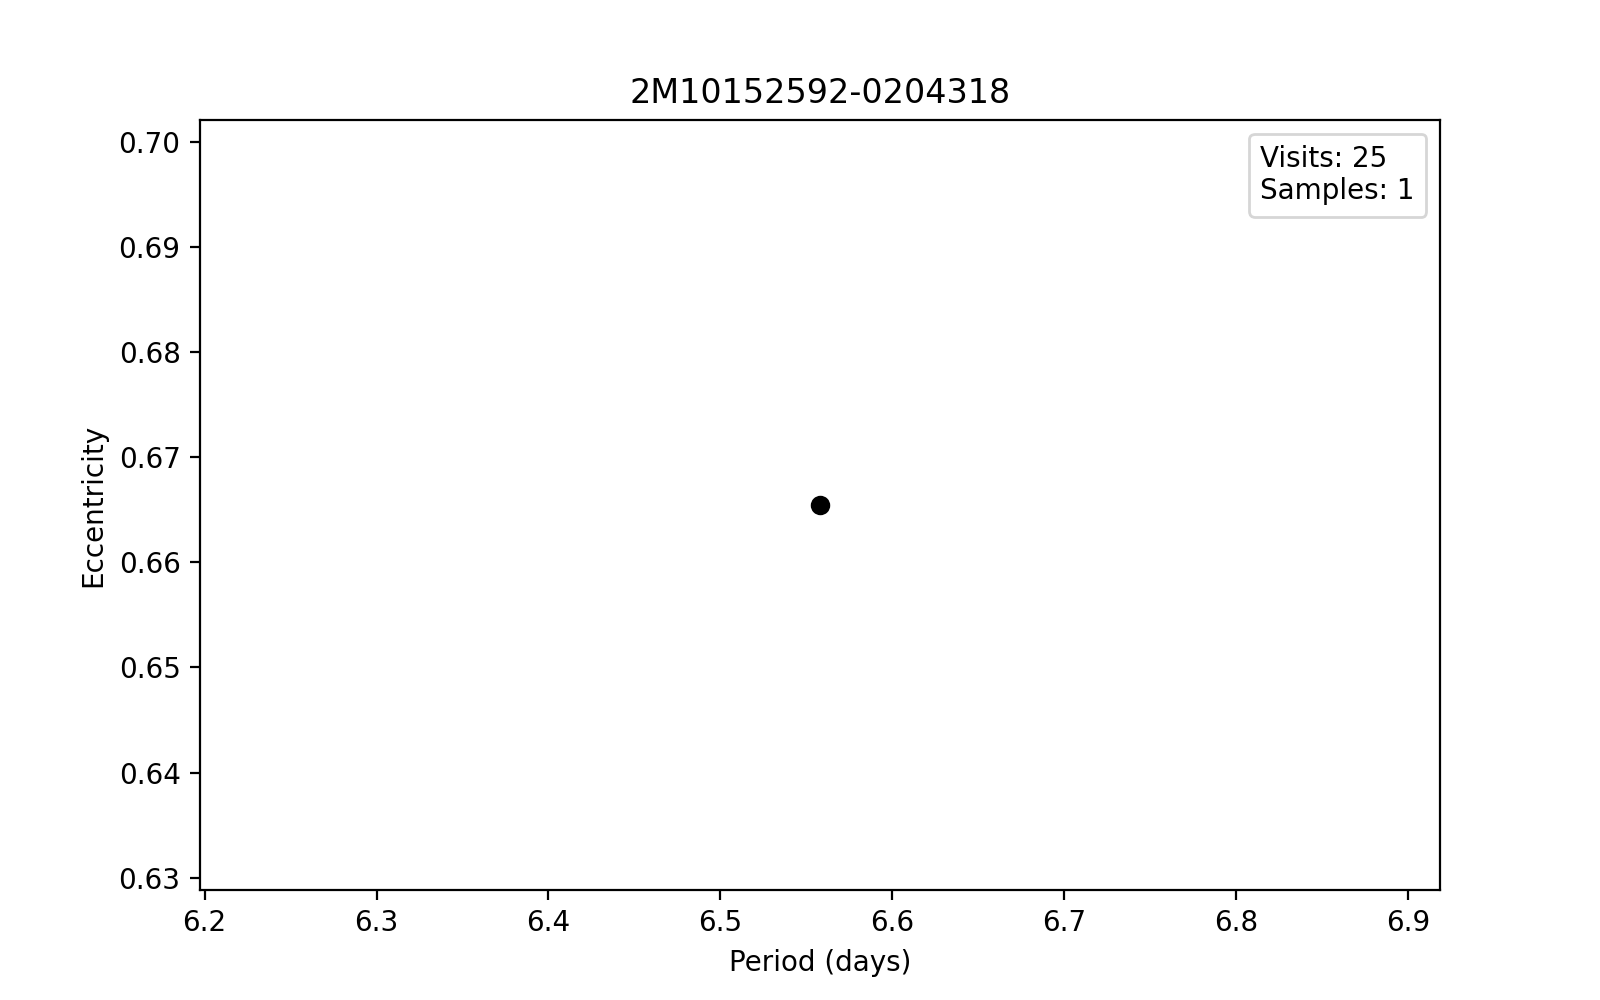 2M10152592-0204318
Visits: 25
Samples: 1
Eccentricity
0.70
0.69
0.68
0.67
0.66
0.65
0.64
0.63
6.2 6.3 6.4 6.5 6.6 6.7 6.8 6.9
Period (days)